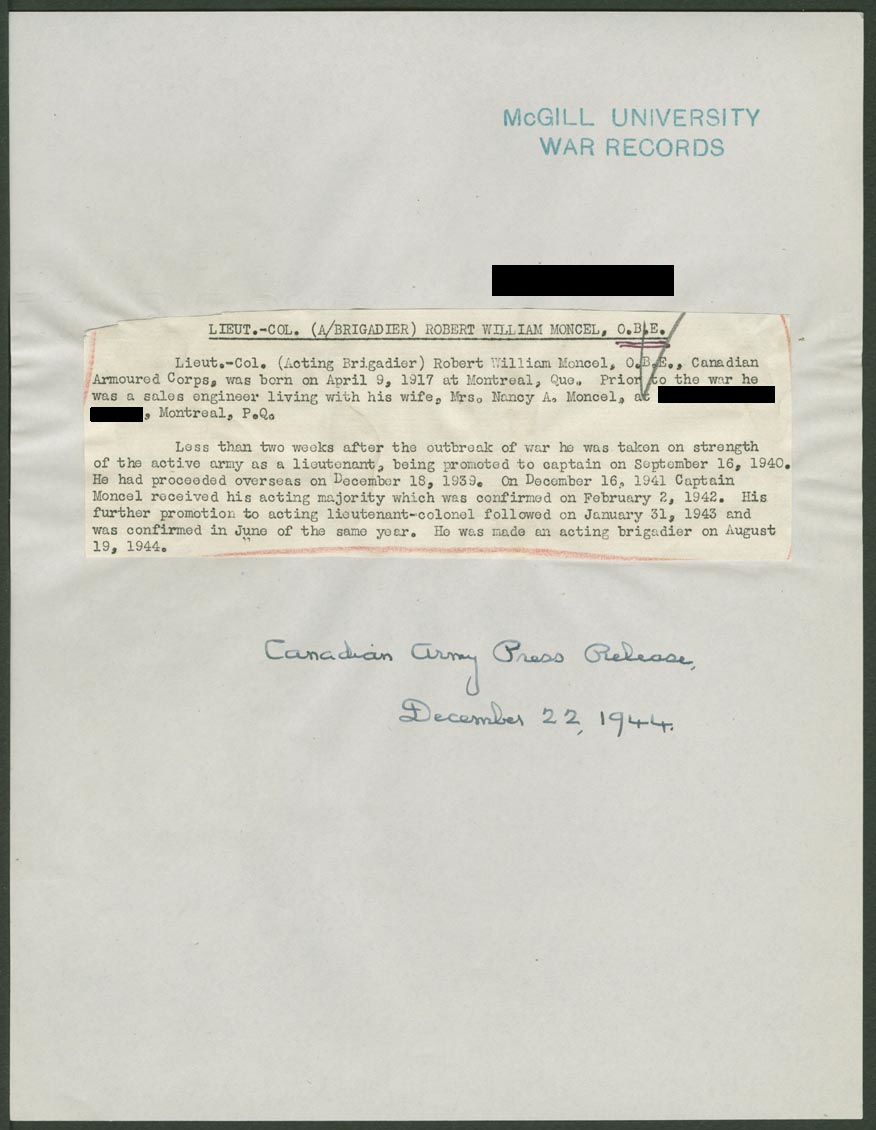 McGILL UNIVERSITY
WAR RECORDS
LIEUT.-COL. (A/BRIGADIER) ROBERT WILLIAM MONCEL, O.B.E.
Lieut.-Col. (Acting Brigadier) Robert William Moncel, O.B.E., Canadian
Armoured Corps, was born on April 9, 1917 at Montreal, Que. Prior to the war he
was a sales engineer living with his wife, Mrs. Nancy A. Moncel, at
, Montreal, P.Q.
Less than two weeks after the outbreak of war he was taken on strength
of the active army as a lieutenant, being promoted to captain on September 16, 1940.
He had proceeded overseas on December 18, 1939. On December 16, 1941 Captain
Moncel received his acting majority which was confirmed on February 2, 1942. His
further promotion to acting lieutenant-colonel followed on January 31, 1943 and
was confirmed in June of the same year. He was made an acting brigadier on August
19, 1944.
Canadian Army Press Release,
December 22, 1944.